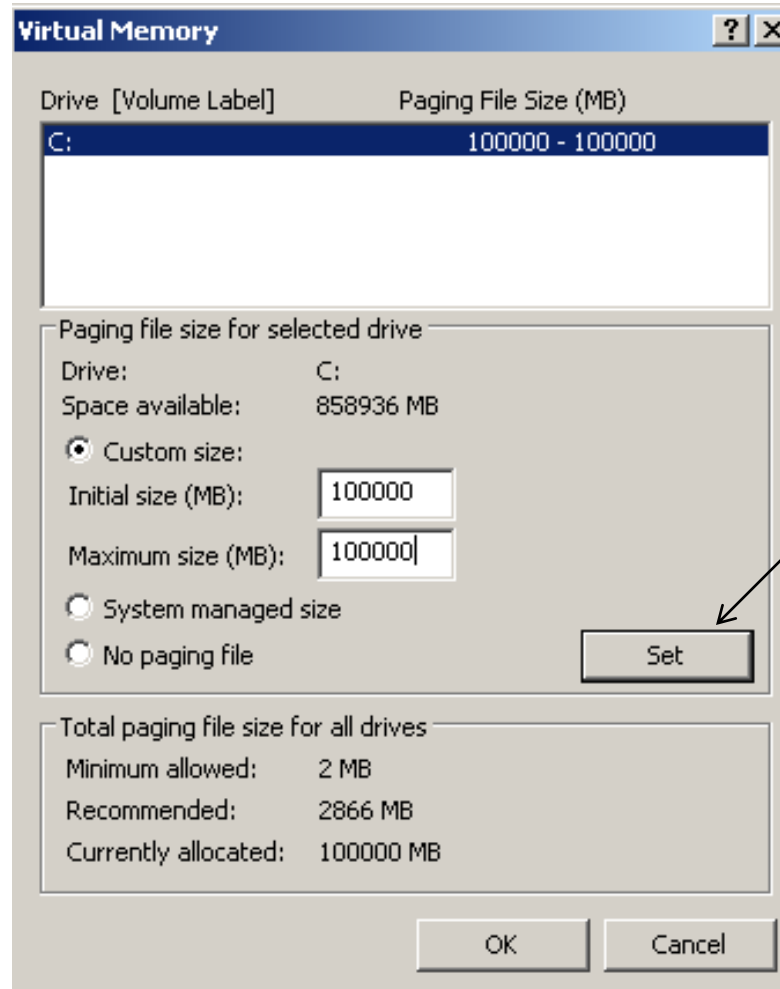 Virtual Memory
Drive [Volume Label] Paging File Size (MB)
C: 100000 - 100000
Paging file size for selected drive
Drive: C:
Space available: 858936 MB
Custom size:
Initial size (MB): 100000
Maximum size (MB): 100000
System managed size
No paging file Set
Total paging file size for all drives
Minimum allowed: 2 MB
Recommended: 2866 MB
Currently allocated: 100000 MB
OK Cancel